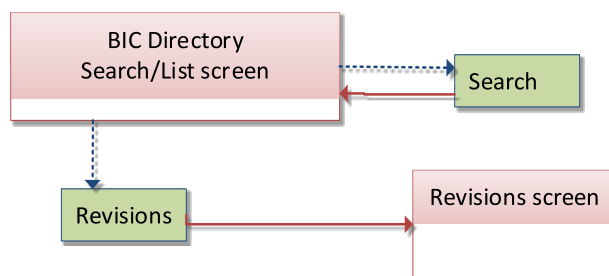 BIC Directory
Search/List screen
Search
Revisions
Revisions screen